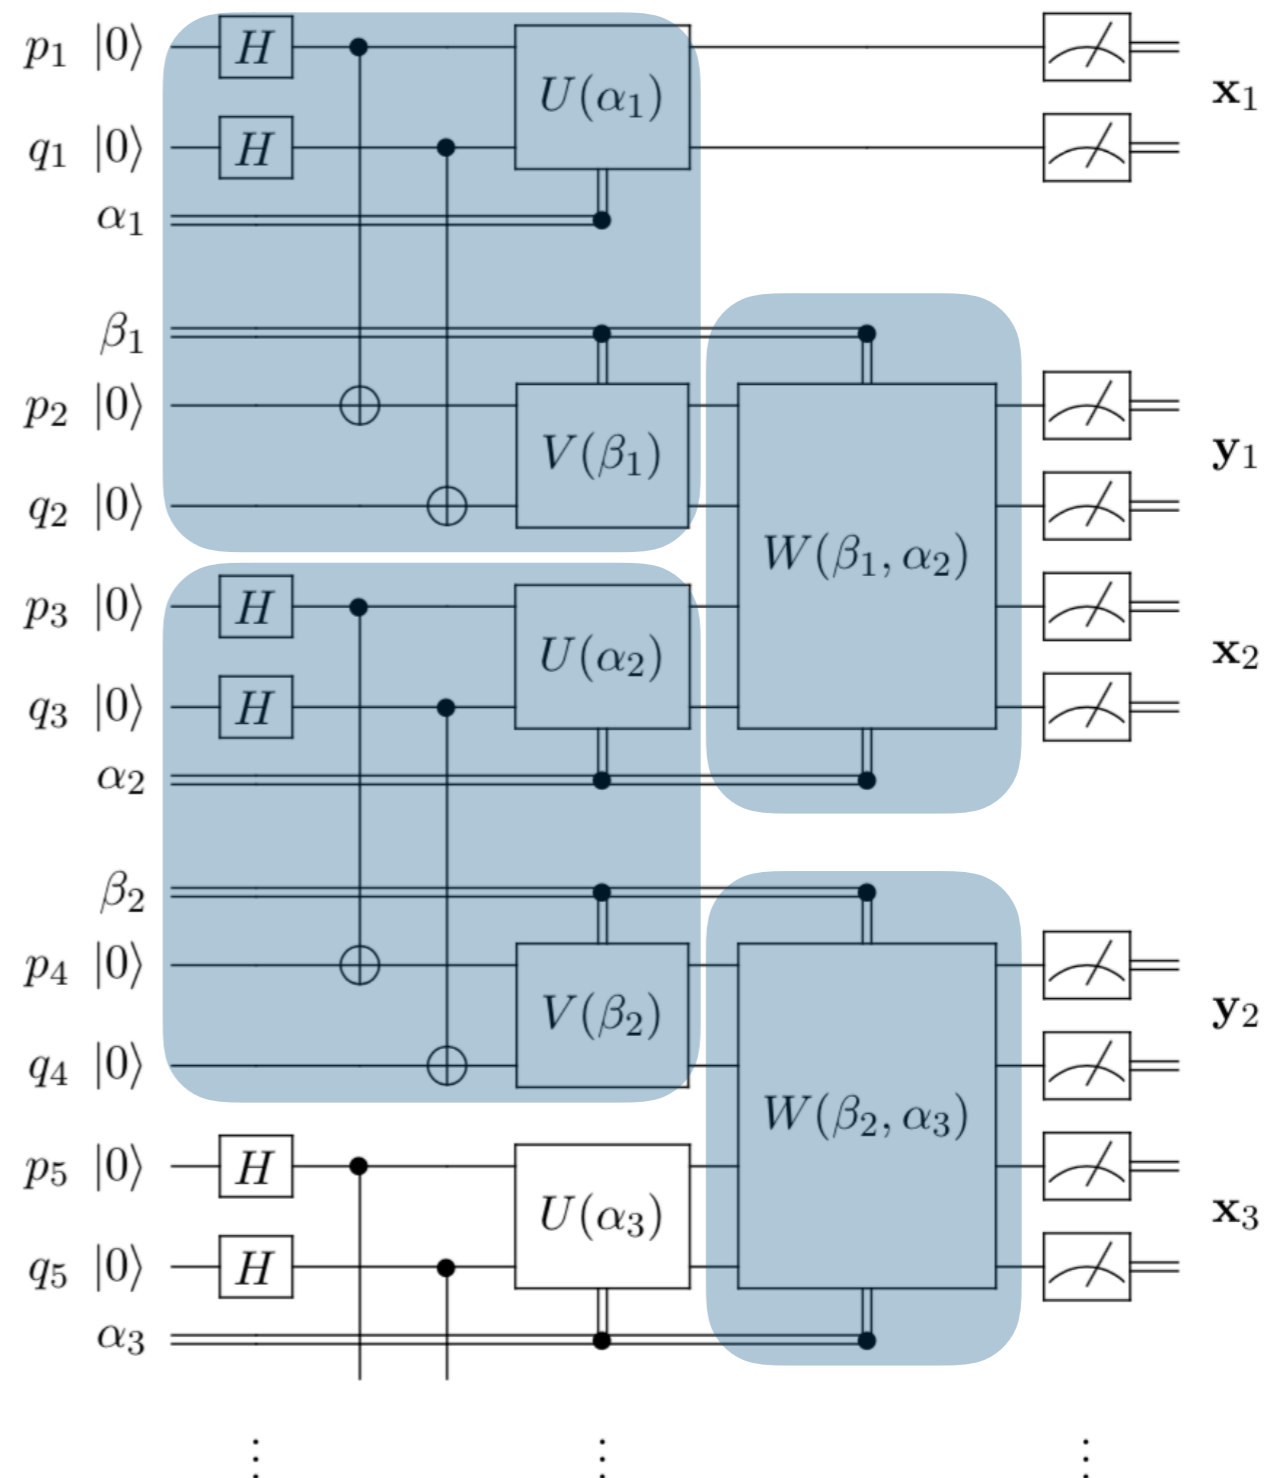 p₁ |0⟩ H U(α₁) x₁
q₁ |0⟩ H
α₁
β₁
p₂ |0⟩ V(β₁) W(β₁, α₂) y₁
q₂ |0⟩
p₃ |0⟩ H U(α₂) x₂
q₃ |0⟩ H
α₂
β₂
p₄ |0⟩ V(β₂) W(β₂, α₃) y₂
q₄ |0⟩
p₅ |0⟩ H U(α₃) x₃
q₅ |0⟩ H
α₃
⋮ ⋮ ⋮